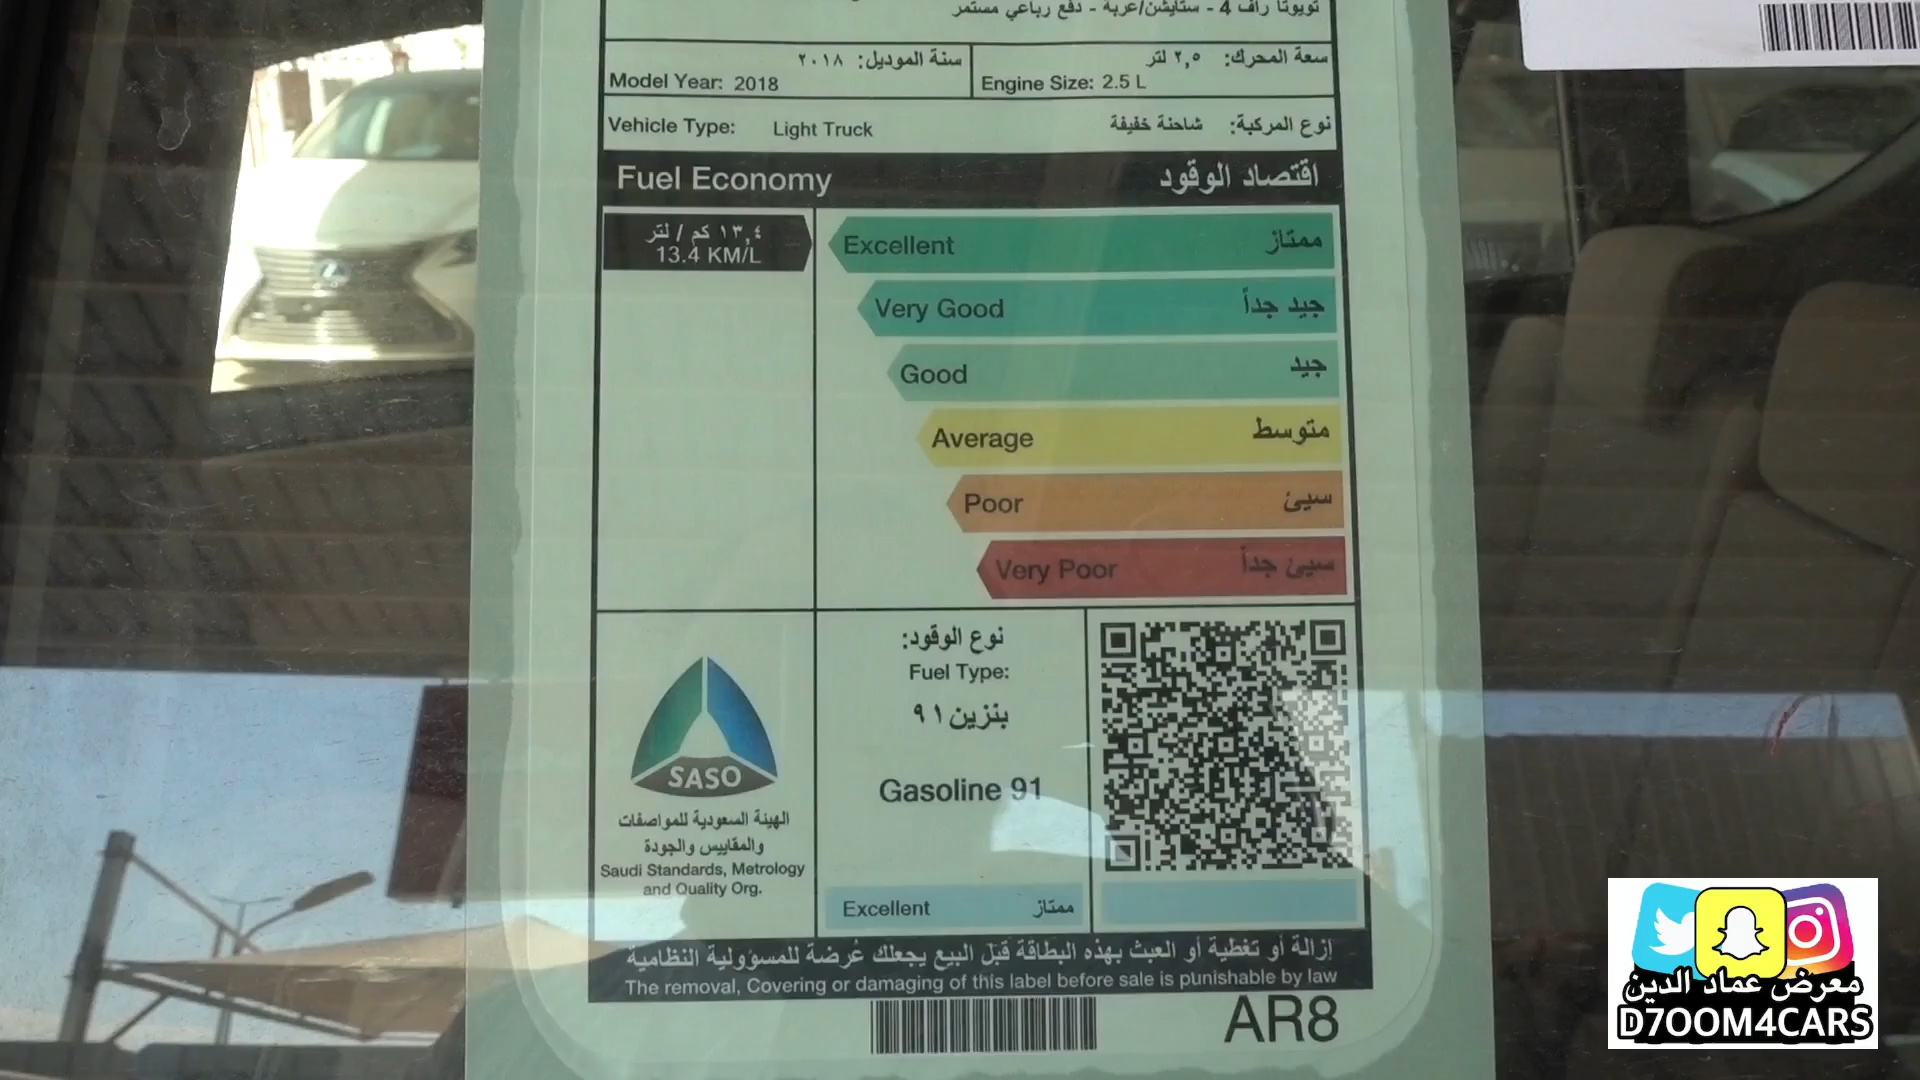 تويوتا راف 4 - ستايشن/عربة - دفع رباعي مستمر
سنة الموديل: ٢٠١٨
Model Year: 2018
سعة المحرك: ٢,٥ لتر
Engine Size: 2.5 L
Vehicle Type: Light Truck
نوع المركبة: شاحنة خفيفة
Fuel Economy
اقتصاد الوقود
١٣,٤ كم / لتر
13.4 KM/L
Excellent ممتاز
Very Good جيد جداً
Good جيد
Average متوسط
Poor سيئ
Very Poor سيئ جداً
SASO
الهيئة السعودية للمواصفات
والمقاييس والجودة
Saudi Standards, Metrology
and Quality Org.
نوع الوقود:
Fuel Type:
بنزين ٩١
Gasoline 91
Excellent ممتاز
إزالة أو تغطية أو العبث بهذه البطاقة قبل البيع يجعلك عُرضة للمسؤولية النظامية
The removal, Covering or damaging of this label before sale is punishable by law
AR8
معرض عماد الدين
D7OOM4CARS